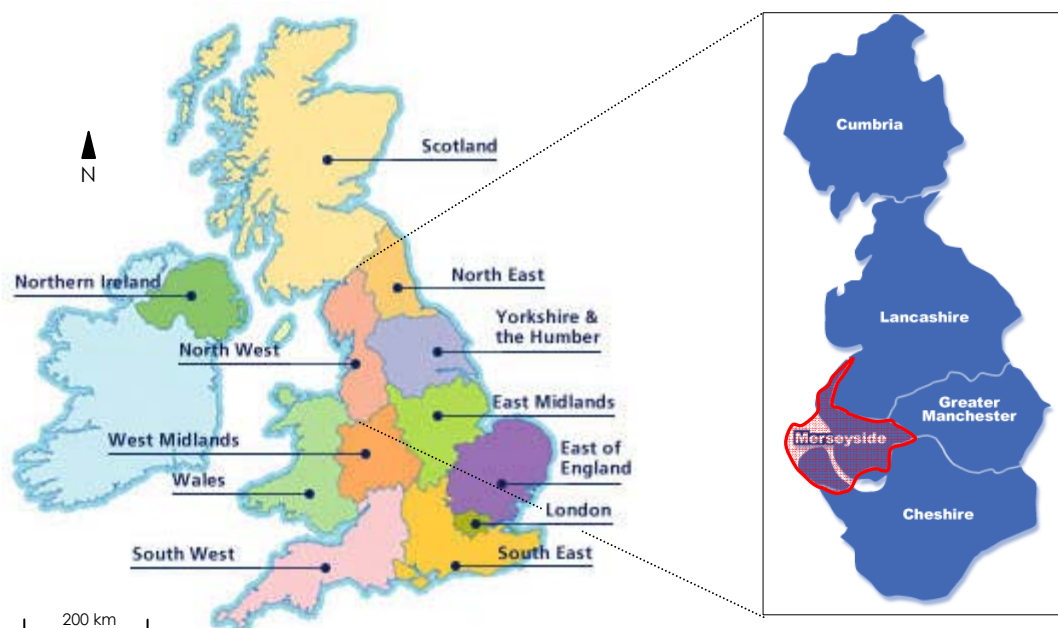 N
Scotland
Northern Ireland
North East
Yorkshire &
the Humber
North West
East Midlands
West Midlands
East of
England
Wales
London
South West
South East
200 km
Cumbria
Lancashire
Greater
Manchester
Merseyside
Cheshire